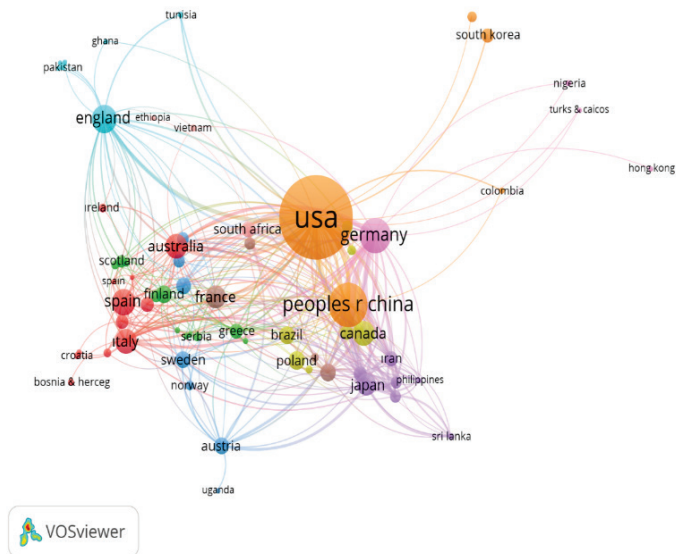 tunisia
south korea
ghana
pakistan
nigeria
turks & caicos
england
ethiopia
vietnam
hong kong
colombia
ireland
usa
south africa
germany
australia
scotland
spain
finland
france
spain
peoples r china
serbia
greece
brazil
canada
italy
croatia
sweden
poland
iran
bosnia & herceg
norway
japan
philippines
sri lanka
austria
uganda
VOSviewer